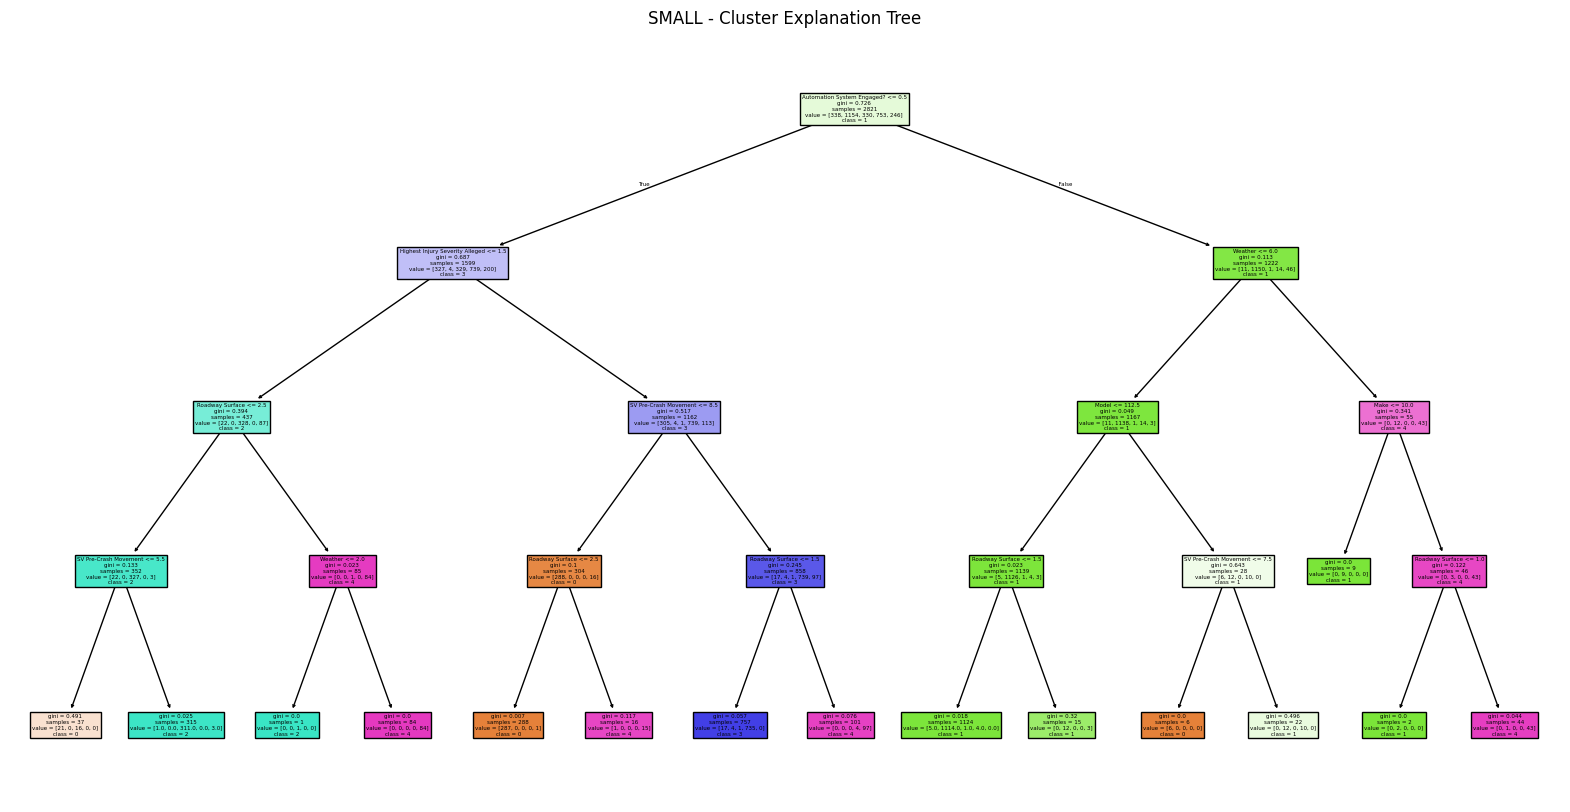 SMALL - Cluster Explanation Tree
Automation System Engaged? <= 0.5
gini = 0.726
samples = 2821
value = [338, 1154, 330, 753, 246]
class = 1
True
False
Highest Injury Severity Alleged <= 1.5
gini = 0.687
samples = 1599
value = [327, 4, 329, 739, 200]
class = 3
Weather <= 6.0
gini = 0.113
samples = 1222
value = [11, 1150, 1, 14, 46]
class = 1
Roadway Surface <= 2.5
gini = 0.394
samples = 437
value = [22, 0, 328, 0, 87]
class = 2
SV Pre-Crash Movement <= 8.5
gini = 0.517
samples = 1162
value = [305, 4, 1, 739, 113]
class = 3
Model <= 112.5
gini = 0.049
samples = 1167
value = [11, 1138, 1, 14, 3]
class = 1
Make <= 10.0
gini = 0.341
samples = 55
value = [0, 12, 0, 0, 43]
class = 4
SV Pre-Crash Movement <= 5.5
gini = 0.133
samples = 352
value = [22, 0, 327, 0, 3]
class = 2
Weather <= 2.0
gini = 0.023
samples = 85
value = [0, 0, 1, 0, 84]
class = 4
Roadway Surface <= 2.5
gini = 0.1
samples = 304
value = [288, 0, 0, 0, 16]
class = 0
Roadway Surface <= 1.5
gini = 0.245
samples = 858
value = [17, 4, 1, 739, 97]
class = 3
Roadway Surface <= 1.5
gini = 0.023
samples = 1139
value = [5, 1126, 1, 4, 3]
class = 1
SV Pre-Crash Movement <= 7.5
gini = 0.643
samples = 28
value = [6, 12, 0, 10, 0]
class = 1
gini = 0.0
samples = 9
value = [0, 9, 0, 0, 0]
class = 1
Roadway Surface <= 1.0
gini = 0.122
samples = 46
value = [0, 3, 0, 0, 43]
class = 4
gini = 0.491
samples = 37
value = [21, 0, 16, 0, 0]
class = 0
gini = 0.025
samples = 315
value = [1.0, 0.0, 311.0, 0.0, 3.0]
class = 2
gini = 0.0
samples = 1
value = [0, 0, 1, 0, 0]
class = 2
gini = 0.0
samples = 84
value = [0, 0, 0, 0, 84]
class = 4
gini = 0.007
samples = 288
value = [287, 0, 0, 0, 1]
class = 0
gini = 0.117
samples = 16
value = [1, 0, 0, 0, 15]
class = 4
gini = 0.057
samples = 757
value = [17, 4, 1, 735, 0]
class = 3
gini = 0.076
samples = 101
value = [0, 0, 0, 4, 97]
class = 4
gini = 0.018
samples = 1124
value = [5.0, 1114.0, 1.0, 4.0, 0.0]
class = 1
gini = 0.32
samples = 15
value = [0, 12, 0, 0, 3]
class = 1
gini = 0.0
samples = 6
value = [6, 0, 0, 0, 0]
class = 0
gini = 0.496
samples = 22
value = [0, 12, 0, 10, 0]
class = 1
gini = 0.0
samples = 2
value = [0, 2, 0, 0, 0]
class = 1
gini = 0.044
samples = 44
value = [0, 1, 0, 0, 43]
class = 4